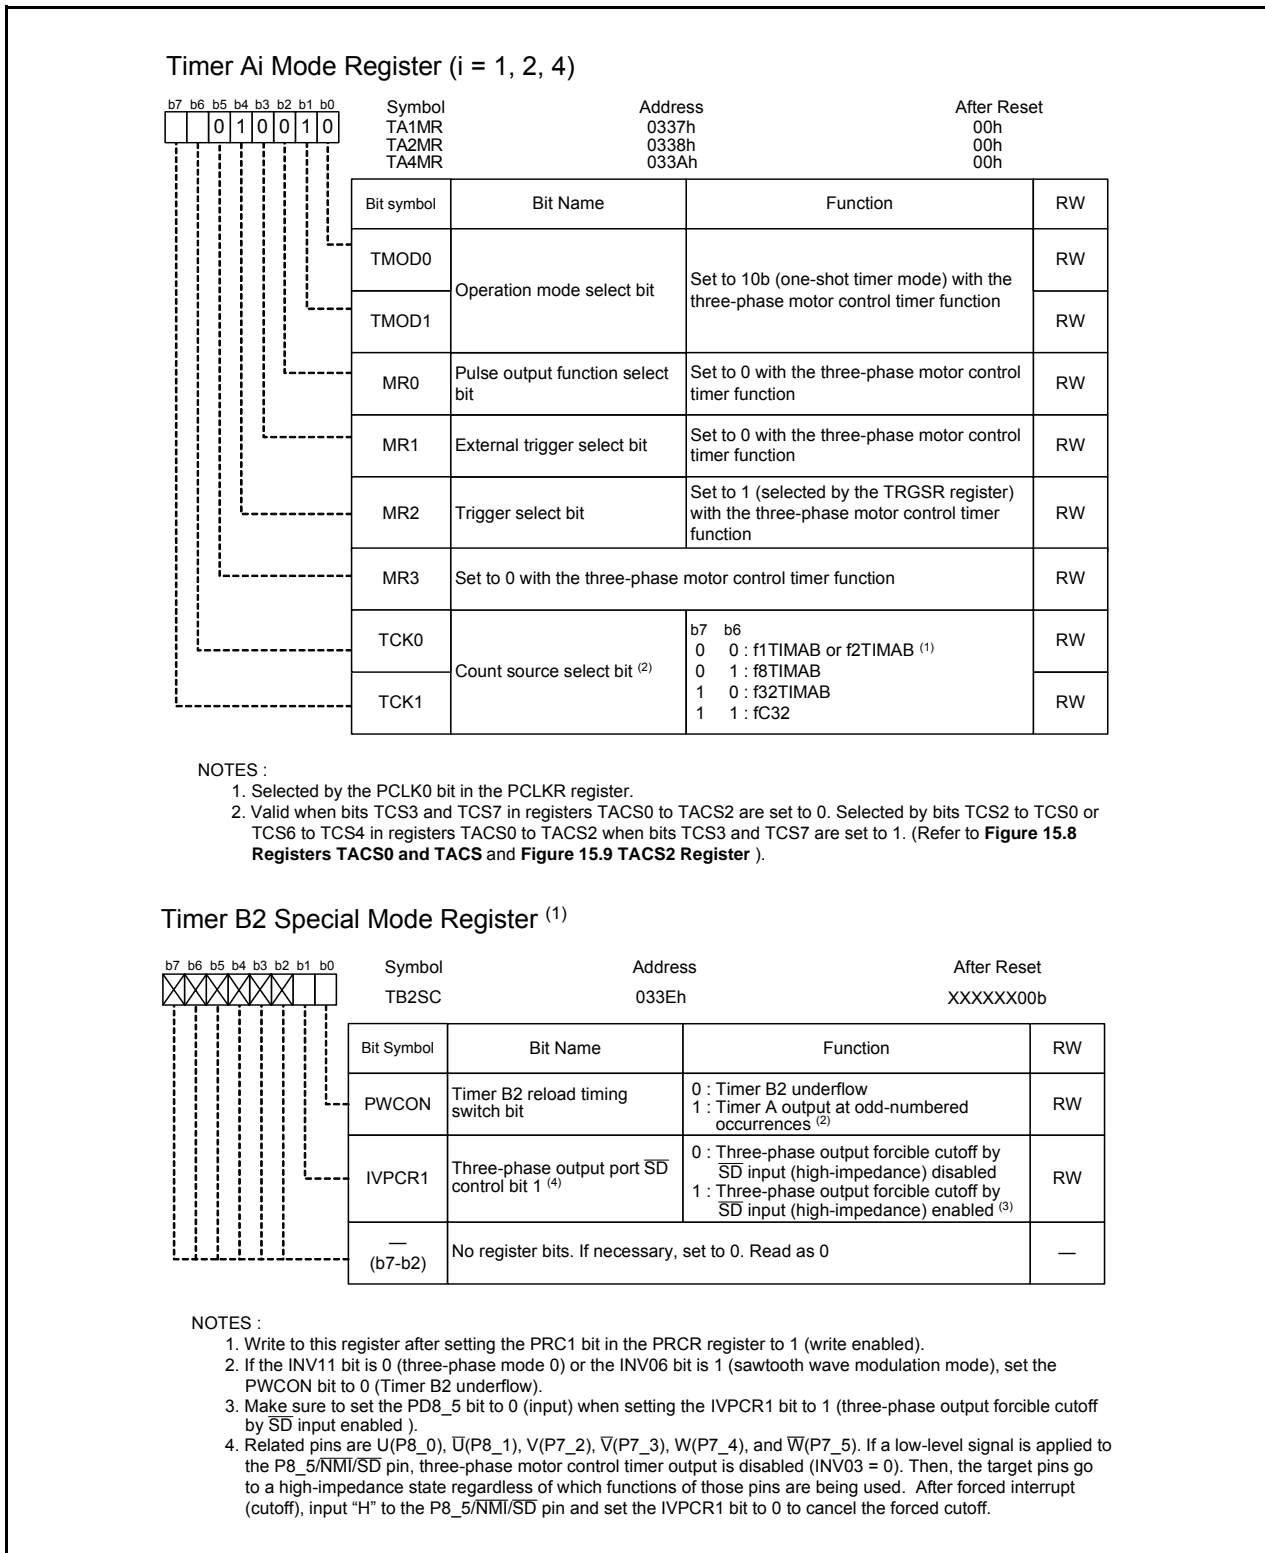 Timer Ai Mode Register (i = 1, 2, 4)
b7 b6 b5 b4 b3 b2 b1 b0
0 1 0 0 1 0
Symbol Address After Reset
TA1MR 0337h 00h
TA2MR 0338h 00h
TA4MR 033Ah 00h
Bit symbol Bit Name Function RW
TMOD0 RW
Operation mode select bit
Set to 10b (one-shot timer mode) with the
three-phase motor control timer function
TMOD1 RW
MR0
Pulse output function select
bit
Set to 0 with the three-phase motor control
timer function
RW
MR1
External trigger select bit
Set to 0 with the three-phase motor control
timer function
RW
MR2
Trigger select bit
Set to 1 (selected by the TRGSR register)
with the three-phase motor control timer
function
RW
MR3 Set to 0 with the three-phase motor control timer function RW
TCK0 RW
Count source select bit (2)
b7 b6
0 0 : f1TIMAB or f2TIMAB (1)
0 1 : f8TIMAB
1 0 : f32TIMAB
1 1 : fC32
TCK1 RW
NOTES :
1. Selected by the PCLK0 bit in the PCLKR register.
2. Valid when bits TCS3 and TCS7 in registers TACS0 to TACS2 are set to 0. Selected by bits TCS2 to TCS0 or
TCS6 to TCS4 in registers TACS0 to TACS2 when bits TCS3 and TCS7 are set to 1. (Refer to Figure 15.8
Registers TACS0 and TACS and Figure 15.9 TACS2 Register ).
Timer B2 Special Mode Register (1)
b7 b6 b5 b4 b3 b2 b1 b0
Symbol Address After Reset
TB2SC 033Eh XXXXXX00b
Bit Symbol Bit Name Function RW
PWCON
Timer B2 reload timing
switch bit
0 : Timer B2 underflow
1 : Timer A output at odd-numbered
occurrences (2)
RW
IVPCR1
Three-phase output port S̅D̅
control bit 1 (4)
0 : Three-phase output forcible cutoff by
S̅D̅ input (high-impedance) disabled
1 : Three-phase output forcible cutoff by
S̅D̅ input (high-impedance) enabled (3)
RW
—
(b7-b2)
No register bits. If necessary, set to 0. Read as 0
—
NOTES :
1. Write to this register after setting the PRC1 bit in the PRCR register to 1 (write enabled).
2. If the INV11 bit is 0 (three-phase mode 0) or the INV06 bit is 1 (sawtooth wave modulation mode), set the
PWCON bit to 0 (Timer B2 underflow).
3. Make sure to set the PD8_5 bit to 0 (input) when setting the IVPCR1 bit to 1 (three-phase output forcible cutoff
by S̅D̅ input enabled ).
4. Related pins are U(P8_0), U̅(P8_1), V(P7_2), V̅(P7_3), W(P7_4), and W̅(P7_5). If a low-level signal is applied to
the P8_5/N̅M̅I̅/S̅D̅ pin, three-phase motor control timer output is disabled (INV03 = 0). Then, the target pins go
to a high-impedance state regardless of which functions of those pins are being used. After forced interrupt
(cutoff), input “H” to the P8_5/N̅M̅I̅/S̅D̅ pin and set the IVPCR1 bit to 0 to cancel the forced cutoff.